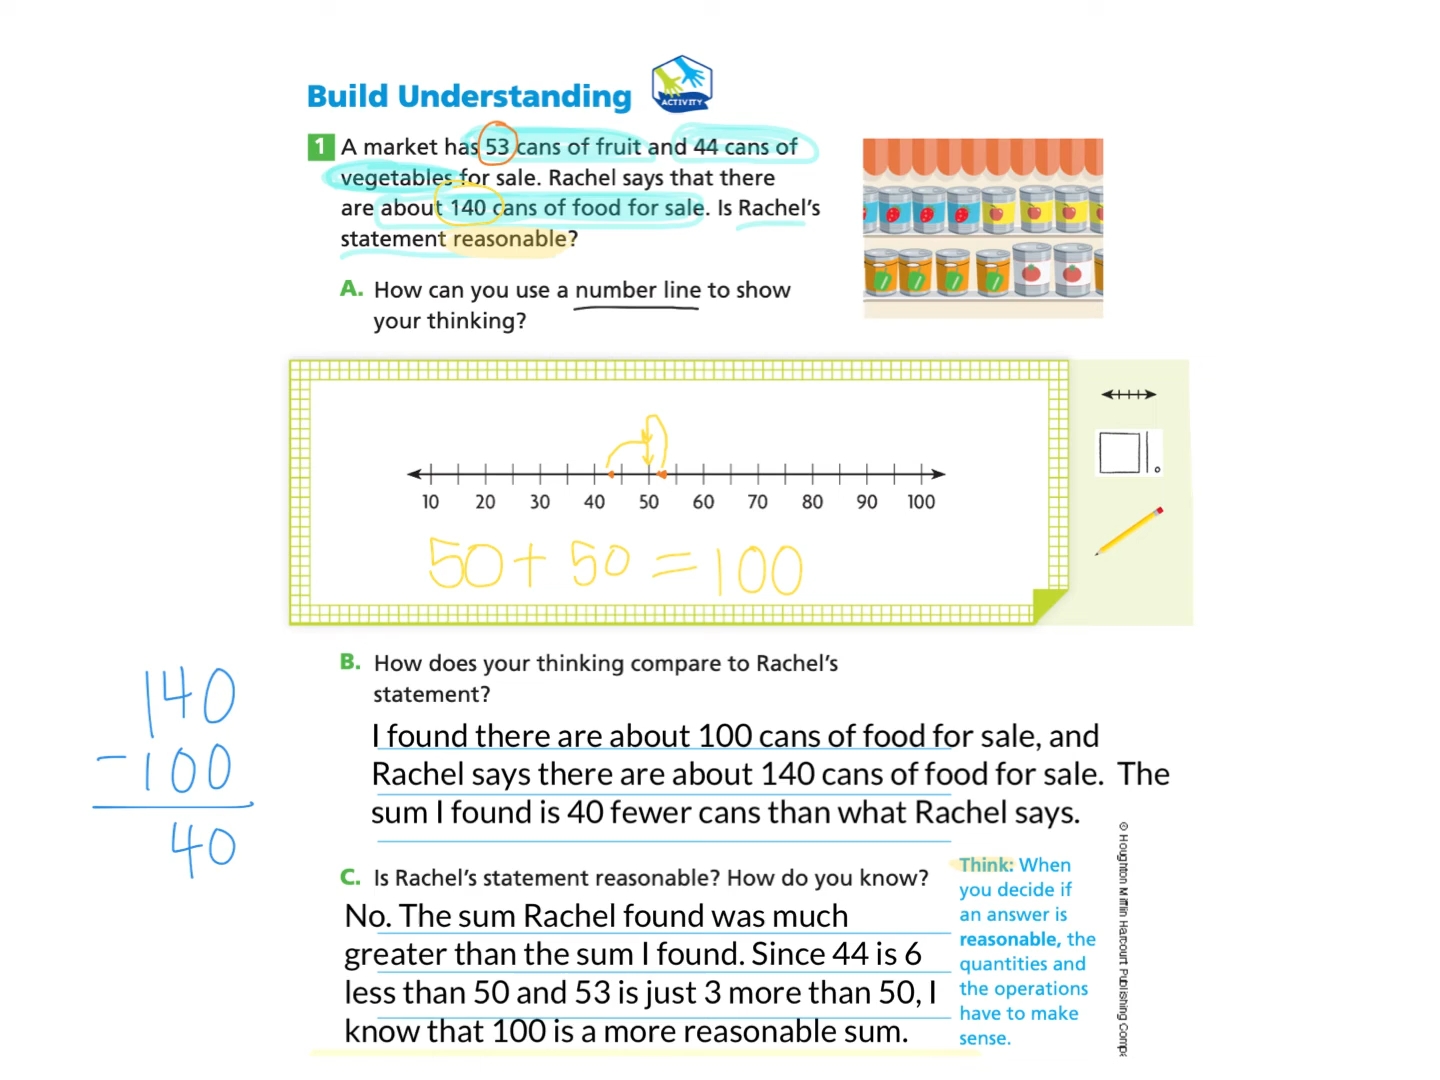 Build Understanding
ACTIVITY
1 A market has 53 cans of fruit and 44 cans of
vegetables for sale. Rachel says that there
are about 140 cans of food for sale. Is Rachel's
statement reasonable?
A. How can you use a number line to show
your thinking?
10 20 30 40 50 60 70 80 90 100
50 + 50 = 100
B. How does your thinking compare to Rachel's
statement?
140
- 100
40
I found there are about 100 cans of food for sale, and
Rachel says there are about 140 cans of food for sale. The
sum I found is 40 fewer cans than what Rachel says.
C. Is Rachel's statement reasonable? How do you know?
No. The sum Rachel found was much
greater than the sum I found. Since 44 is 6
less than 50 and 53 is just 3 more than 50, I
know that 100 is a more reasonable sum.
Think: When
you decide if
an answer is
reasonable, the
quantities and
the operations
have to make
sense.
© Houghton Mifflin Harcourt Publishing Comp